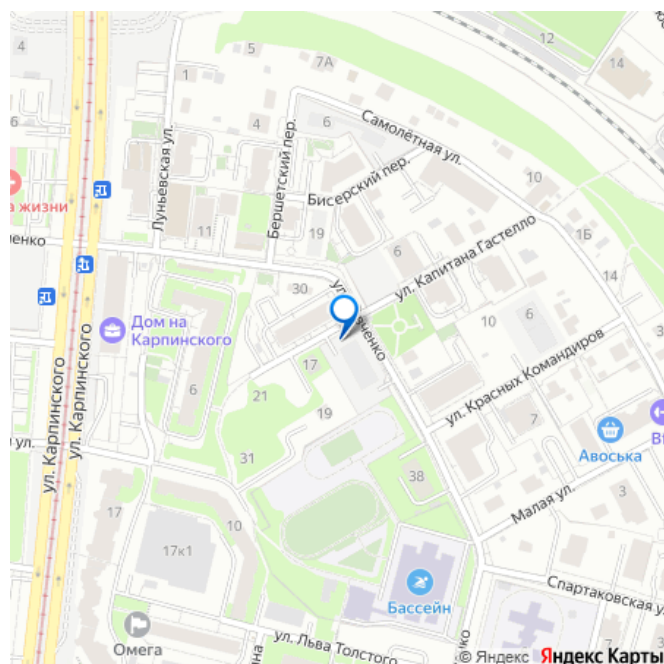 12
14
4
5
7А
1
Самолётная ул.
4
6
6
Луньевская ул.
Бершетский пер.
Бисерский пер.
10
а жизни
11
19
6
ул. Капитана Гастелло
1Б
14
енко
30
Дом на
Карпинского
ул. Карпинского
ул. Карпинского
6
17
21
19
31
10
6
ул. Красных Командиров
7
Авоська
3
Малая ул.
ул.
38
17
10
17к1
Бассейн
Спартаковская ул.
Омега
ул. Льва Толстого
© Яндекс Яндекс Карты